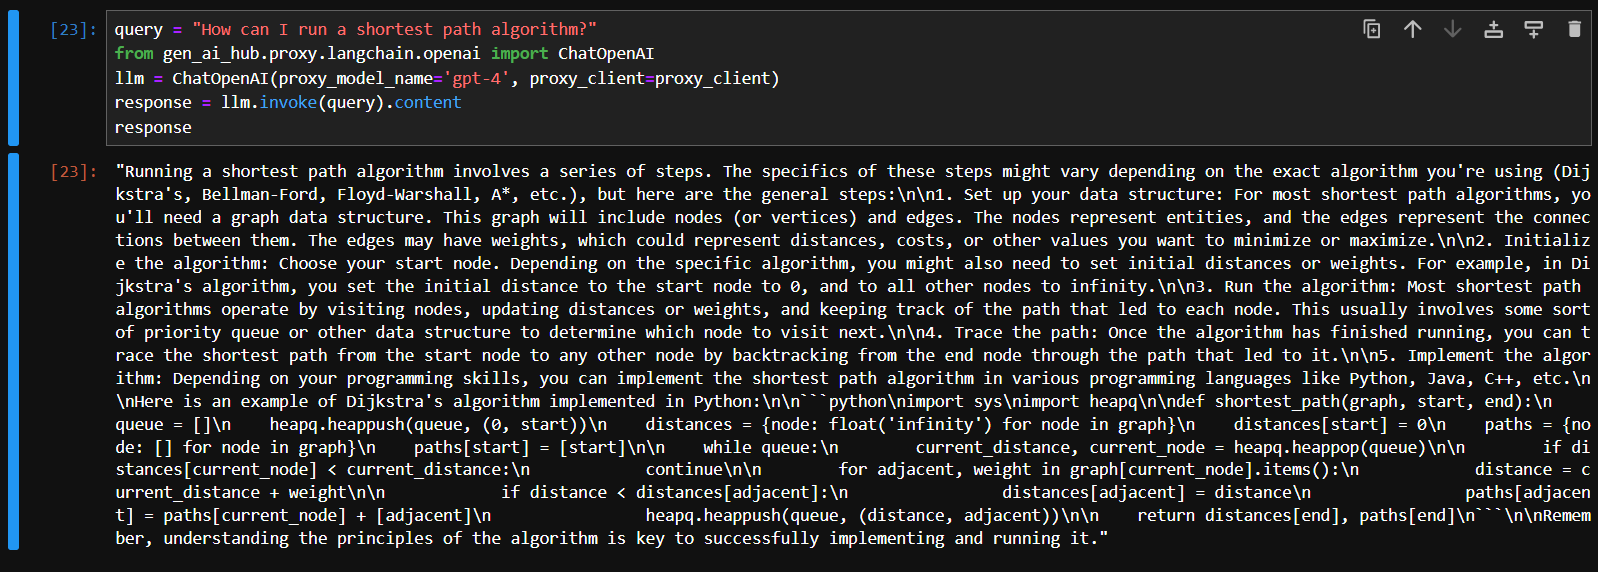 [23]: query = "How can I run a shortest path algorithm?"
from gen_ai_hub.proxy.langchain.openai import ChatOpenAI
llm = ChatOpenAI(proxy_model_name='gpt-4', proxy_client=proxy_client)
response = llm.invoke(query).content
response
[23]: "Running a shortest path algorithm involves a series of steps. The specifics of these steps might vary depending on the exact algorithm you're using (Dij
kstra's, Bellman-Ford, Floyd-Warshall, A*, etc.), but here are the general steps:\n\n1. Set up your data structure: For most shortest path algorithms, yo
u'll need a graph data structure. This graph will include nodes (or vertices) and edges. The nodes represent entities, and the edges represent the connec
tions between them. The edges may have weights, which could represent distances, costs, or other values you want to minimize or maximize.\n\n2. Initializ
e the algorithm: Choose your start node. Depending on the specific algorithm, you might also need to set initial distances or weights. For example, in Di
jkstra's algorithm, you set the initial distance to the start node to 0, and to all other nodes to infinity.\n\n3. Run the algorithm: Most shortest path
algorithms operate by visiting nodes, updating distances or weights, and keeping track of the path that led to each node. This usually involves some sort
of priority queue or other data structure to determine which node to visit next.\n\n4. Trace the path: Once the algorithm has finished running, you can t
race the shortest path from the start node to any other node by backtracking from the end node through the path that led to it.\n\n5. Implement the algor
ithm: Depending on your programming skills, you can implement the shortest path algorithm in various programming languages like Python, Java, C++, etc.\n
\nHere is an example of Dijkstra's algorithm implemented in Python:\n\n```python\nimport sys\nimport heapq\n\ndef shortest_path(graph, start, end):\n
queue = []\n    heapq.heappush(queue, (0, start))\n    distances = {node: float('infinity') for node in graph}\n    distances[start] = 0\n    paths = {no
de: [] for node in graph}\n    paths[start] = [start]\n\n    while queue:\n        current_distance, current_node = heapq.heappop(queue)\n\n        if di
stances[current_node] < current_distance:\n            continue\n\n        for adjacent, weight in graph[current_node].items():\n            distance = c
urrent_distance + weight\n\n            if distance < distances[adjacent]:\n                distances[adjacent] = distance\n                paths[adjacen
t] = paths[current_node] + [adjacent]\n                heapq.heappush(queue, (distance, adjacent))\n\n    return distances[end], paths[end]\n```\n\nRemem
ber, understanding the principles of the algorithm is key to successfully implementing and running it."